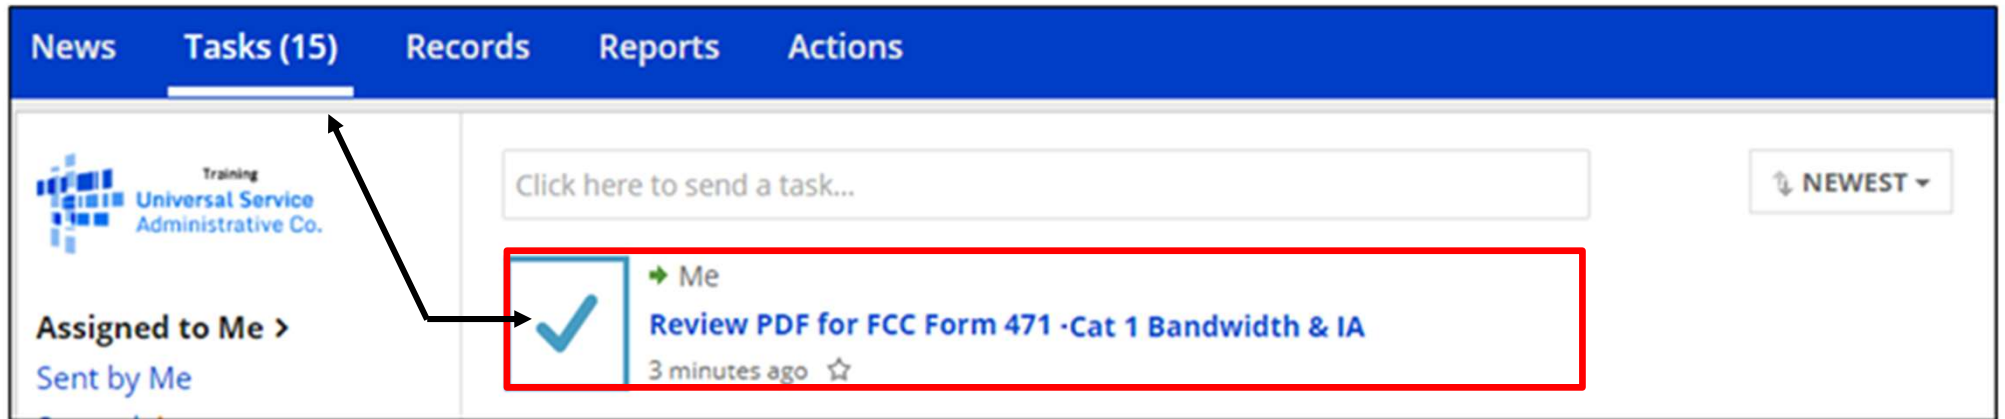 News Tasks (15) Records Reports Actions
Training
Universal Service
Administrative Co.
Click here to send a task...
NEWEST
Me
Review PDF for FCC Form 471 -Cat 1 Bandwidth & IA
3 minutes ago
Assigned to Me >
Sent by Me